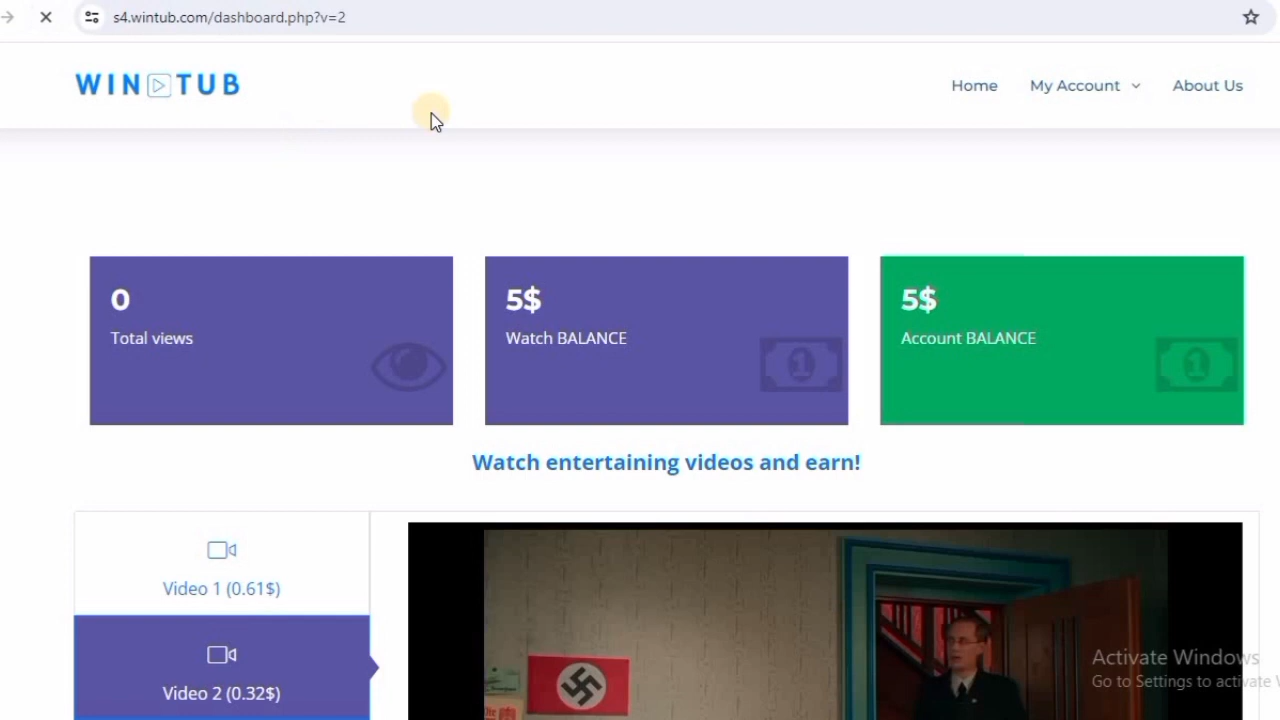 s4.wintub.com/dashboard.php?v=2
WIN TUB
Home
My Account
About Us
0
Total views
5$
Watch BALANCE
1
5$
Account BALANCE
1
Watch entertaining videos and earn!
Video 1 (0.61$)
Video 2 (0.32$)
Activate Windows
Go to Settings to activate